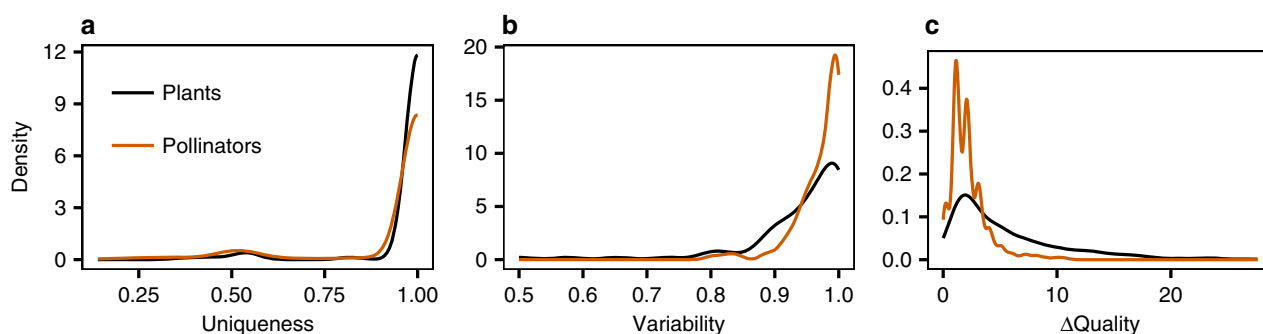 a
b
c
12
9
6
3
0
Density
Plants
Pollinators
0.25 0.50 0.75 1.00
Uniqueness
20
15
10
5
0
0.5 0.6 0.7 0.8 0.9 1.0
Variability
0.4
0.3
0.2
0.1
0.0
0 10 20
ΔQuality